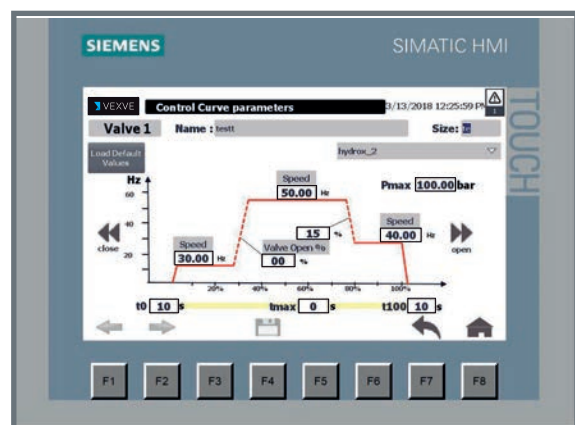 SIEMENS
SIMATIC HMI
TOUCH
VEXVE
Control Curve parameters
3/13/2018 12:25:59 PM
1
Valve 1
Name : testt
Size:
Load Default
Values
hydrox_2
Hz
60
40
20
Speed
50.00 Hz
Pmax 100.00 bar
close
Speed
30.00 Hz
15 %
Valve Open %
00 %
Speed
40.00 Hz
open
20% 40% 60% 80% 100%
t0 10 s
tmax 0 s
t100 10 s
F1 F2 F3 F4 F5 F6 F7 F8